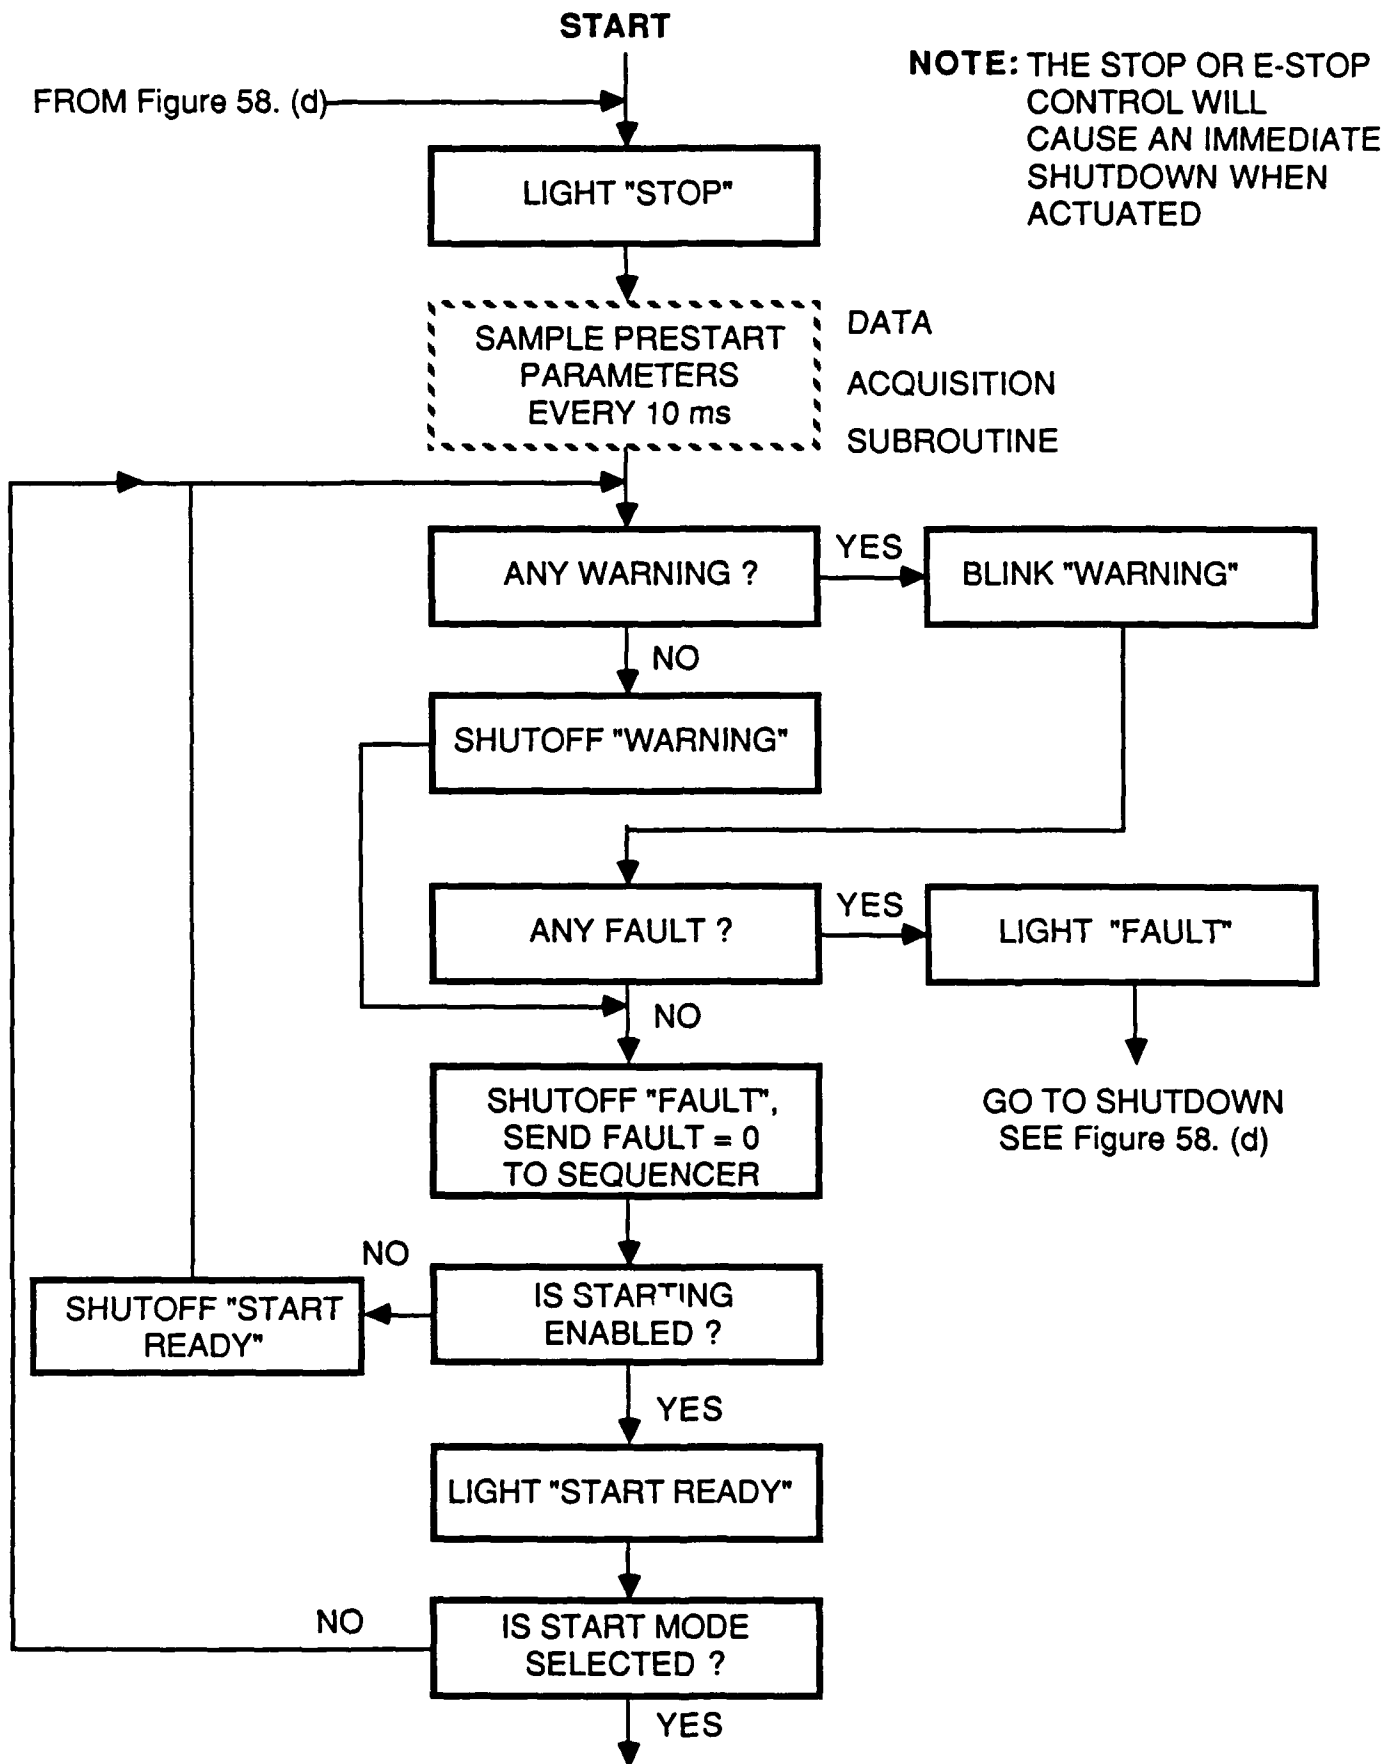 START
FROM Figure 58. (d)
NOTE: THE STOP OR E-STOP
CONTROL WILL
CAUSE AN IMMEDIATE
SHUTDOWN WHEN
ACTUATED
LIGHT "STOP"
SAMPLE PRESTART
PARAMETERS
EVERY 10 ms
DATA
ACQUISITION
SUBROUTINE
ANY WARNING ?
YES
BLINK "WARNING"
NO
SHUTOFF "WARNING"
ANY FAULT ?
YES
LIGHT "FAULT"
NO
SHUTOFF "FAULT",
SEND FAULT = 0
TO SEQUENCER
GO TO SHUTDOWN
SEE Figure 58. (d)
IS STARTING
ENABLED ?
NO
SHUTOFF "START
READY"
YES
LIGHT "START READY"
IS START MODE
SELECTED ?
NO
YES